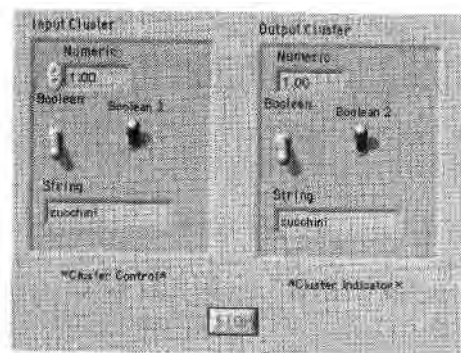 Input Cluster
Numeric
1.00
Boolean
Boolean 2
String
zucchini
*Cluster Control*
Output Cluster
Numeric
1.00
Boolean
Boolean 2
String
zucchini
*Cluster Indicator*
STOP